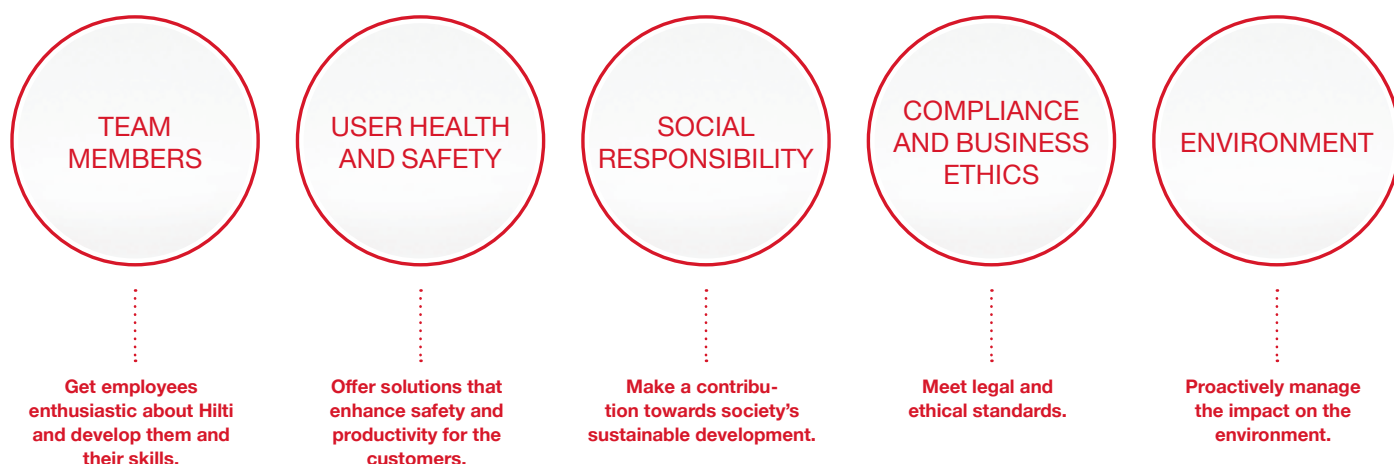 TEAM
MEMBERS
USER HEALTH
AND SAFETY
SOCIAL
RESPONSIBILITY
COMPLIANCE
AND BUSINESS
ETHICS
ENVIRONMENT
Get employees
enthusiastic about Hilti
and develop them and
their skills.
Offer solutions that
enhance safety and
productivity for the
customers.
Make a contribu-
tion towards society's
sustainable development.
Meet legal and
ethical standards.
Proactively manage
the impact on the
environment.